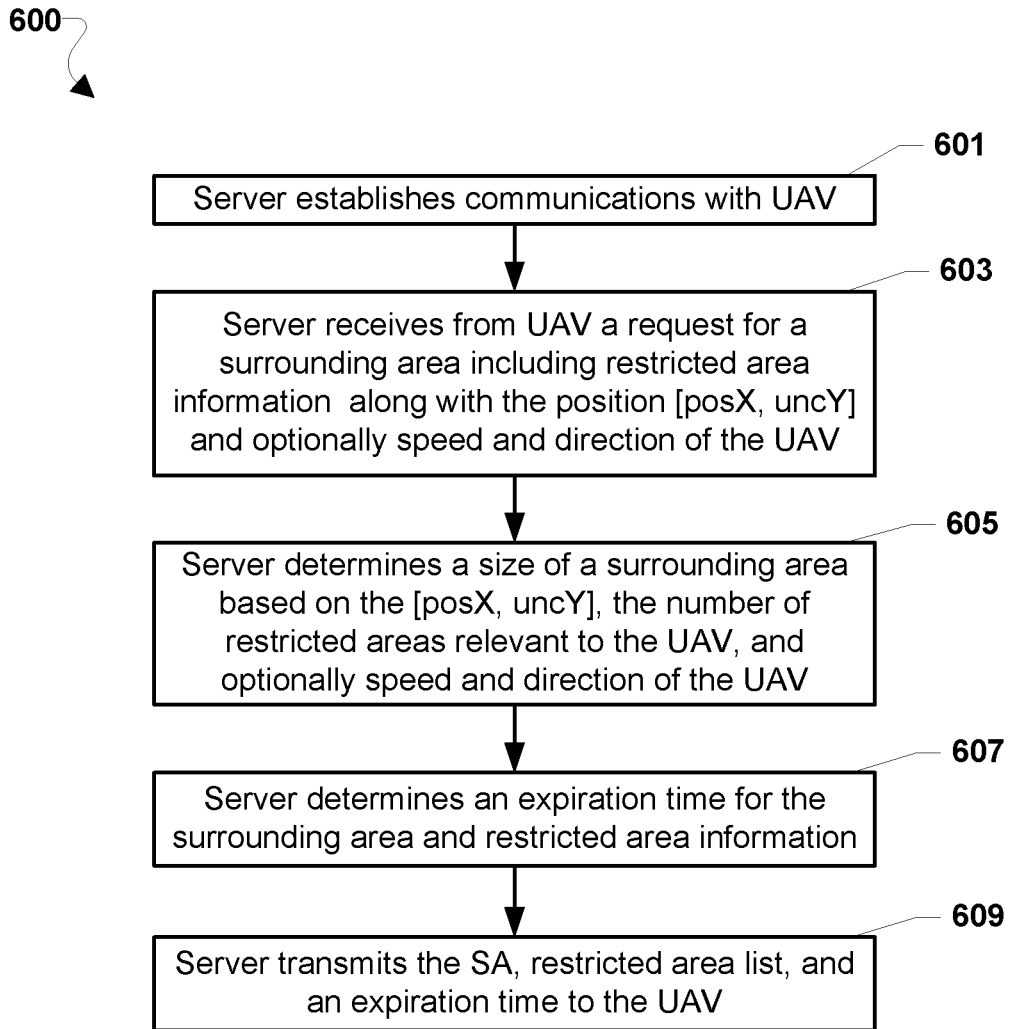 600
601
Server establishes communications with UAV
603
Server receives from UAV a request for a
surrounding area including restricted area
information along with the position [posX, uncY]
and optionally speed and direction of the UAV
605
Server determines a size of a surrounding area
based on the [posX, uncY], the number of
restricted areas relevant to the UAV, and
optionally speed and direction of the UAV
607
Server determines an expiration time for the
surrounding area and restricted area information
609
Server transmits the SA, restricted area list, and
an expiration time to the UAV